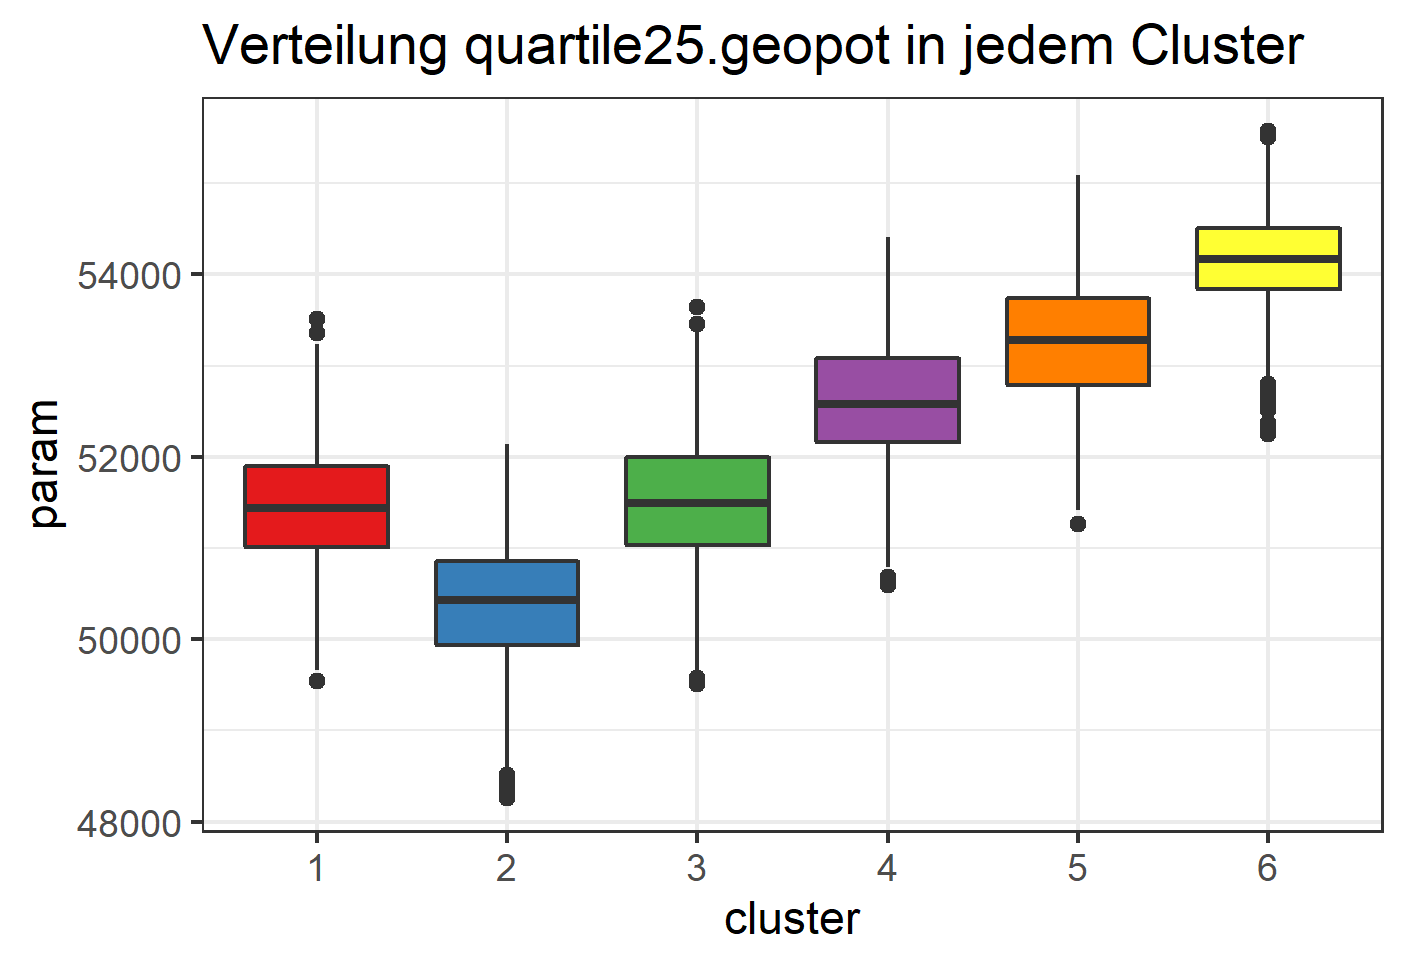 Verteilung quartile25.geopot in jedem Cluster
54000
52000
50000
48000
param
1 2 3 4 5 6
cluster